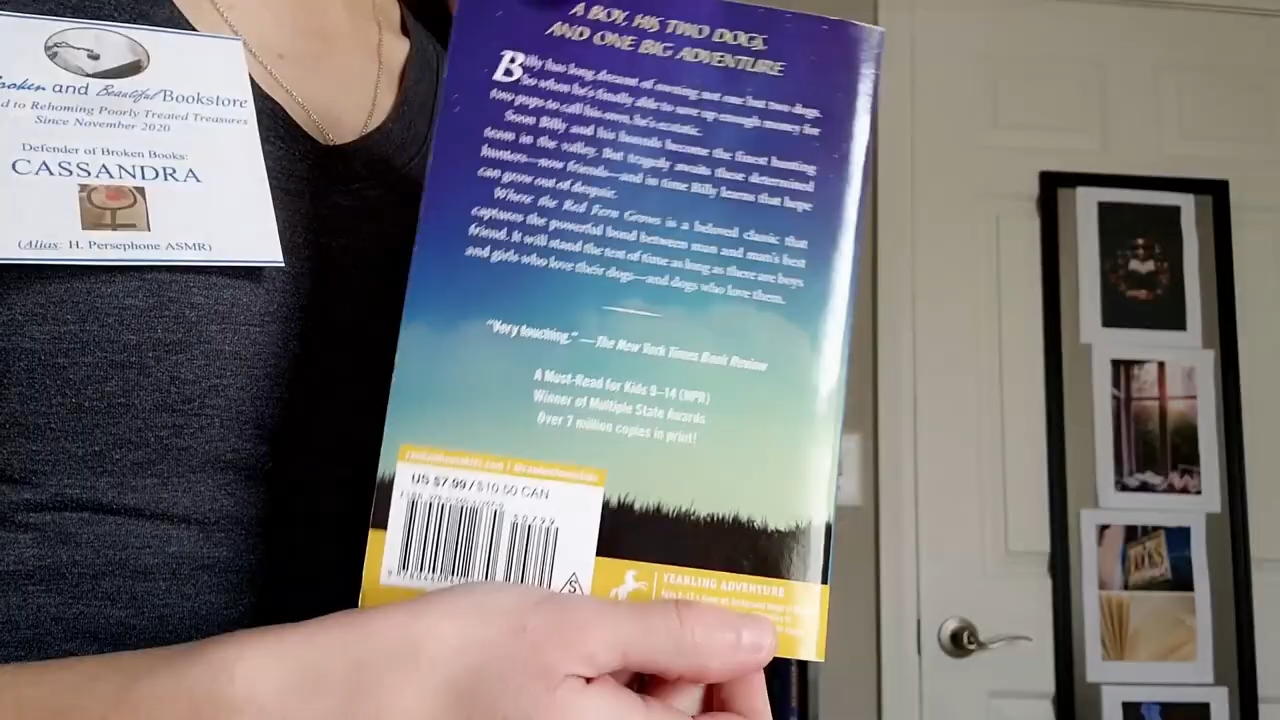 Broken and Beautiful Bookstore
d to Rehoming Poorly Treated Treasures
Since November 2020
Defender of Broken Books:
CASSANDRA
(Alias: H. Persephone ASMR)
A BOY, HIS TWO DOGS,
AND ONE BIG ADVENTURE
Billy has long dreamt of owning not one but two dogs.
So when he's finally able to save up enough money for
two pups to call his own, he's ecstatic.
Soon Billy and his hounds become the finest hunting
team in the valley. But tragedy awaits these determined
hunters—now friends—and in time Billy learns that hope
can grow out of despair.
Where the Red Fern Grows is a beloved classic that
captures the powerful bond between man and man's best
friend. It will stand the test of time as long as there are boys
and girls who love their dogs—and dogs who love them.
"Very touching." —The New York Times Book Review
A Must-Read for Kids 9–14 (NPR)
Winner of Multiple State Awards
Over 7 million copies in print!
randomhousekids.com | @randomhousekids
US $7.99 / $10.50 CAN
50799
S
YEARLING ADVENTURE